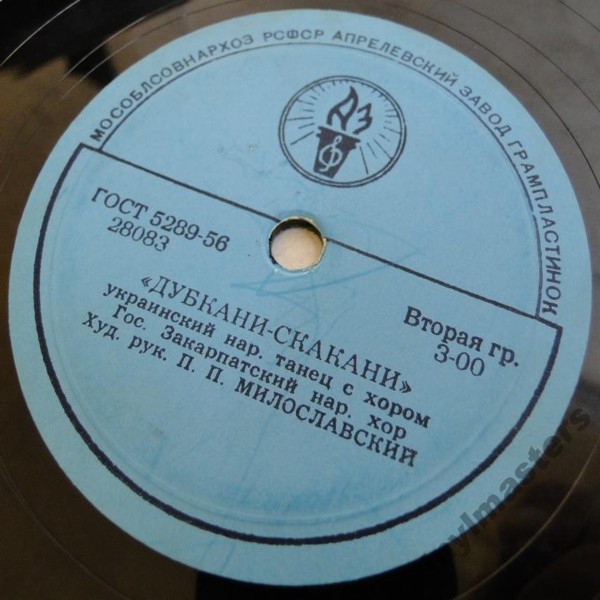 МОСОБЛСОВНАРХОЗ РСФСР АПРЕЛЕВСКИЙ ЗАВОД ГРАМПЛАСТИНОК
АЗ
ГОСТ 5289-56
28083
Вторая гр.
3-00
«ДУБКАНИ-СКАКАНИ»
украинский нар. танец с хором
Гос. Закарпатский нар. хор
Худ. рук. П. П. МИЛОСЛАВСКИЙ